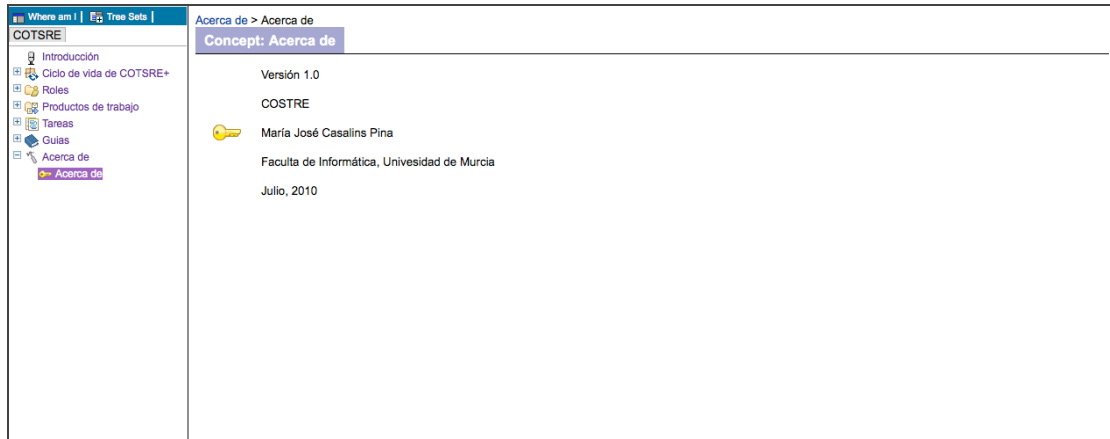 Where am I | Tree Sets |
COTSRE
Introducción
Ciclo de vida de COTSRE+
Roles
Productos de trabajo
Tareas
Guias
Acerca de
Acerca de
Acerca de > Acerca de
Concept: Acerca de
Versión 1.0
COSTRE
María José Casalins Pina
Faculta de Informática, Univesidad de Murcia
Julio, 2010